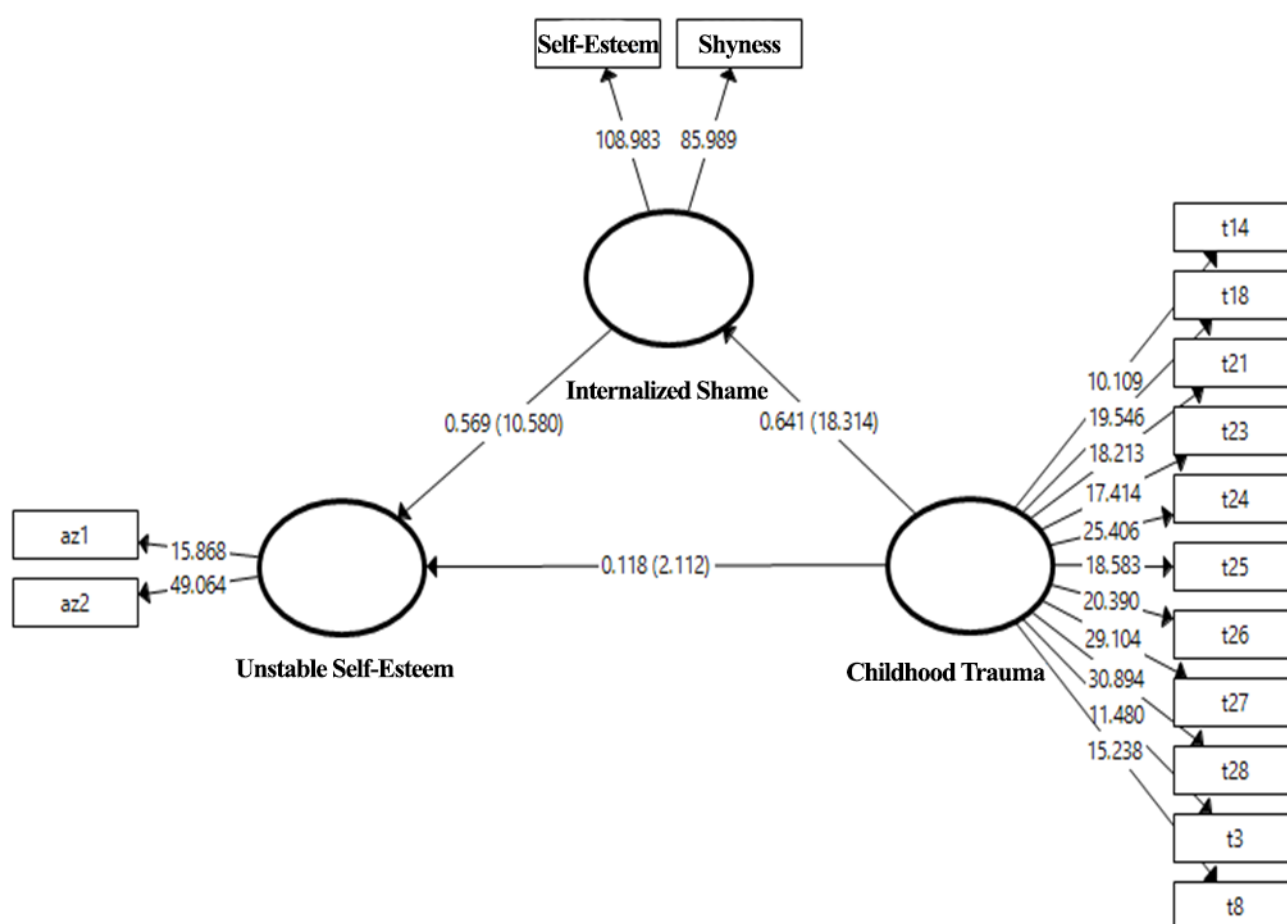 Self-Esteem
Shyness
108.983
85.989
Internalized Shame
0.569 (10.580)
0.641 (18.314)
az1
az2
15.868
49.064
Unstable Self-Esteem
0.118 (2.112)
Childhood Trauma
10.109
19.546
18.213
17.414
25.406
18.583
20.390
29.104
30.894
11.480
15.238
t14
t18
t21
t23
t24
t25
t26
t27
t28
t3
t8